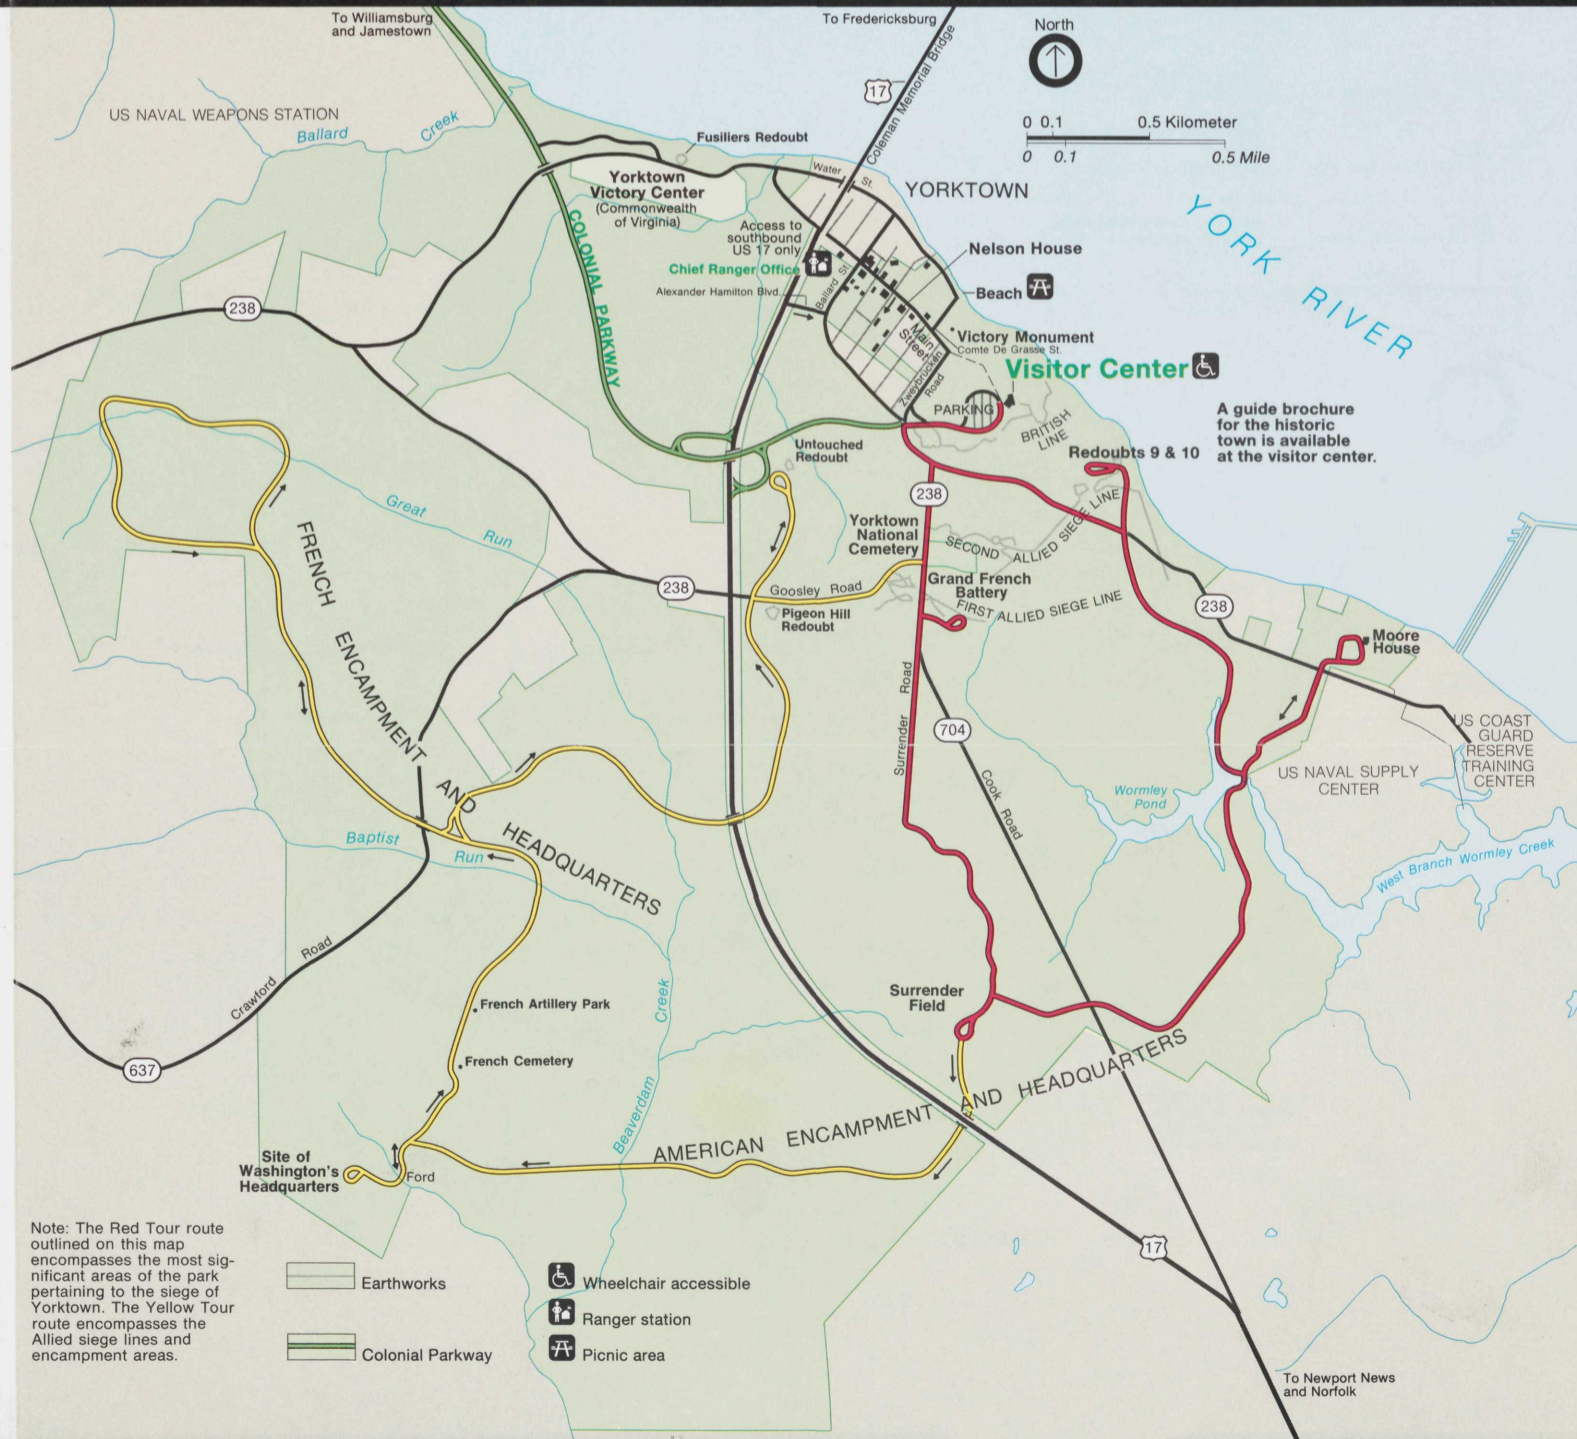 To Williamsburg
and Jamestown
To Fredericksburg
North
17
Coleman Memorial Bridge
US NAVAL WEAPONS STATION
Ballard Creek
0 0.1 0.5 Kilometer
0 0.1 0.5 Mile
Fusiliers Redoubt
Yorktown
Victory Center
(Commonwealth
of Virginia)
Water St.
YORKTOWN
YORK RIVER
Access to
southbound
US 17 only
Chief Ranger Office
Alexander Hamilton Blvd.
Ballard St.
Nelson House
Beach
Main
Street
Victory Monument
Comte De Grasse St.
Zweybrücken
Road
Visitor Center
PARKING
BRITISH
LINE
COLONIAL PARKWAY
238
A guide brochure
for the historic
town is available
at the visitor center.
Untouched
Redoubt
Redoubts 9 & 10
238
Great Run
Yorktown
National
Cemetery
SECOND ALLIED SIEGE LINE
238
Goosley Road
Pigeon Hill
Redoubt
Grand French
Battery
FIRST ALLIED SIEGE LINE
238
Moore
House
FRENCH ENCAMPMENT AND HEADQUARTERS
Surrender Road
704
Cook Road
US COAST
GUARD
RESERVE
TRAINING
CENTER
US NAVAL SUPPLY
CENTER
Wormley
Pond
West Branch Wormley Creek
Baptist Run
Crawford Road
637
French Artillery Park
French Cemetery
Beaverdam Creek
Surrender
Field
AMERICAN ENCAMPMENT AND HEADQUARTERS
Site of
Washington's
Headquarters
Ford
17
To Newport News
and Norfolk
Note: The Red Tour route
outlined on this map
encompasses the most sig-
nificant areas of the park
pertaining to the siege of
Yorktown. The Yellow Tour
route encompasses the
Allied siege lines and
encampment areas.
Earthworks
Colonial Parkway
Wheelchair accessible
Ranger station
Picnic area